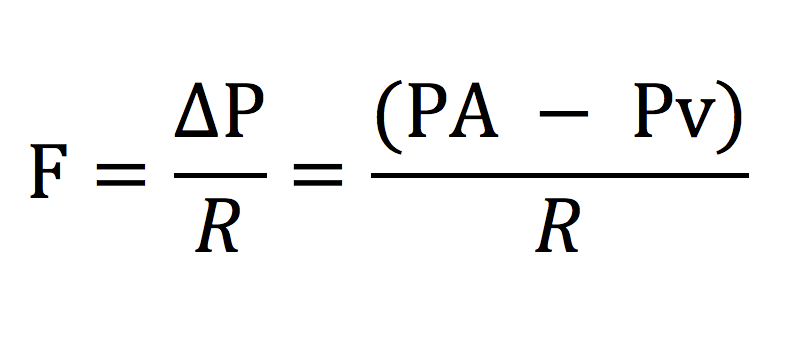 F = ΔP/R = (PA − Pv)/R